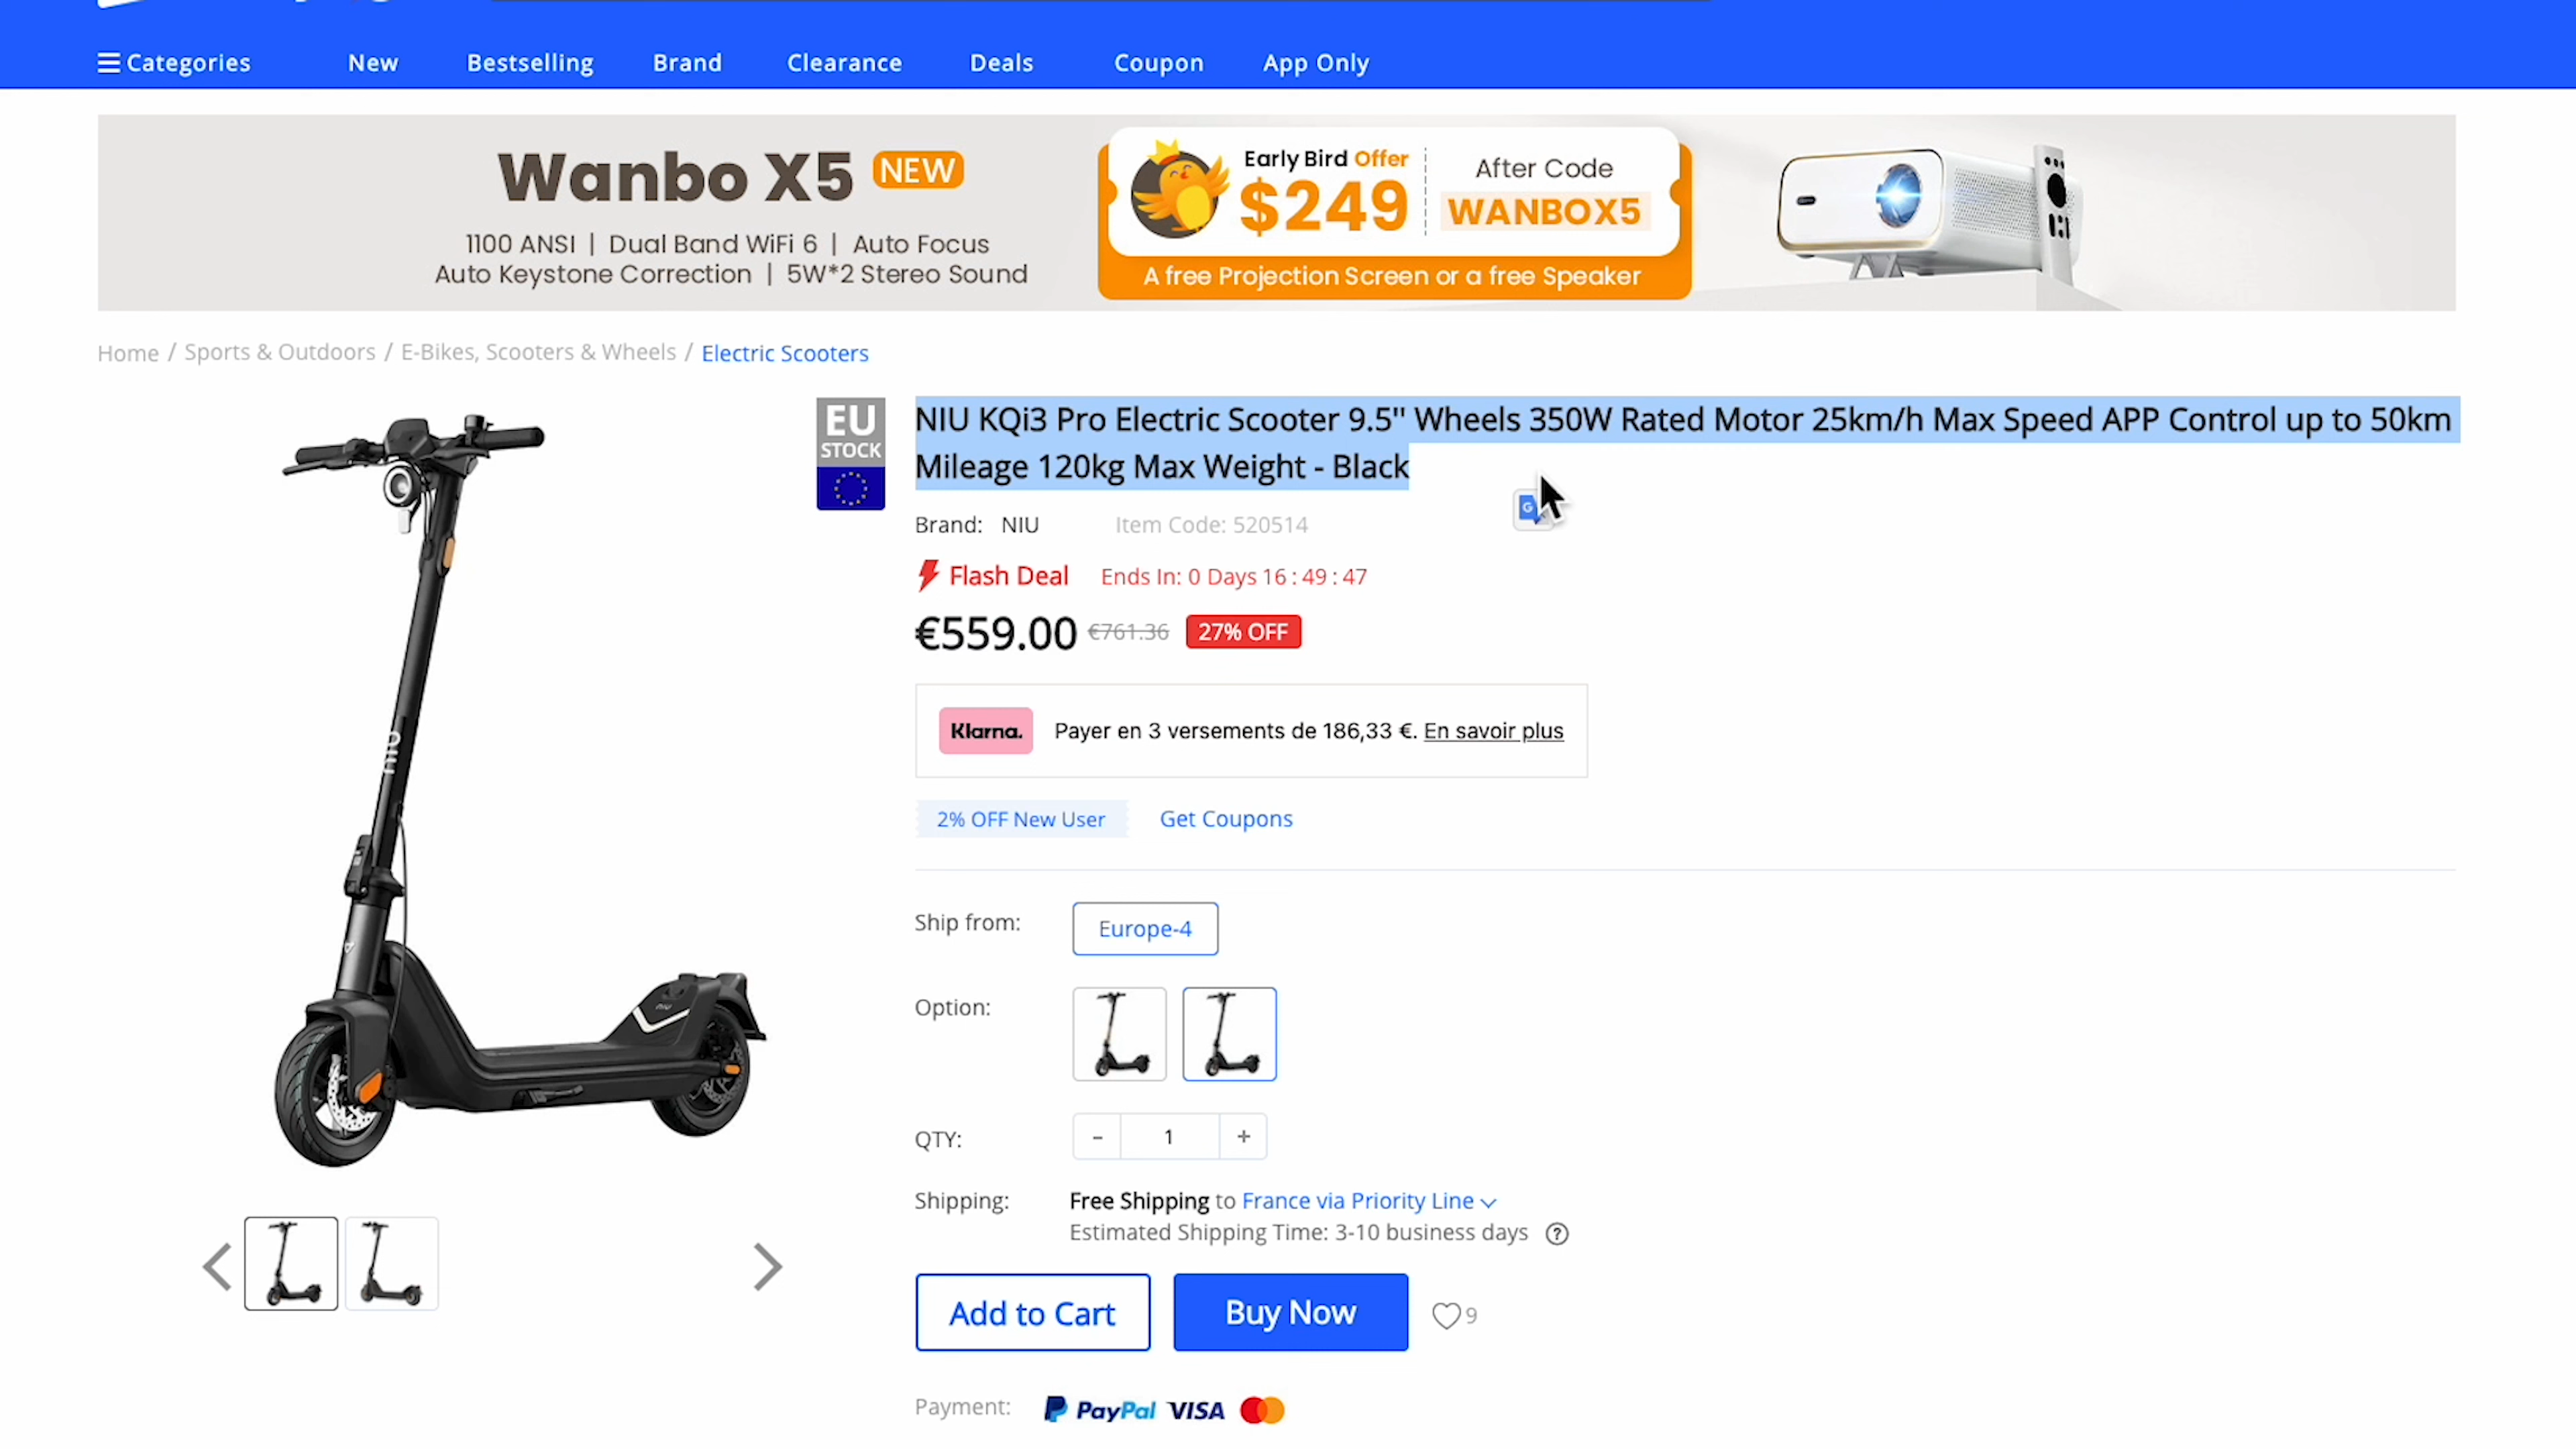 Categories New Bestselling Brand Clearance Deals Coupon App Only
Wanbo X5 NEW
1100 ANSI | Dual Band WiFi 6 | Auto Focus
Auto Keystone Correction | 5W*2 Stereo Sound
Early Bird Offer
$249
After Code
WANBOX5
A free Projection Screen or a free Speaker
Home / Sports & Outdoors / E-Bikes, Scooters & Wheels / Electric Scooters
EU
STOCK
NIU KQi3 Pro Electric Scooter 9.5'' Wheels 350W Rated Motor 25km/h Max Speed APP Control up to 50km
Mileage 120kg Max Weight - Black
Brand: NIU Item Code: 520514
Flash Deal Ends In: 0 Days 16 : 49 : 47
€559.00 €761.36 27% OFF
Klarna. Payer en 3 versements de 186,33 €. En savoir plus
2% OFF New User Get Coupons
Ship from: Europe-4
Option:
QTY: - 1 +
Shipping: Free Shipping to France via Priority Line
Estimated Shipping Time: 3-10 business days ?
Add to Cart Buy Now 9
Payment: PayPal VISA
NIU